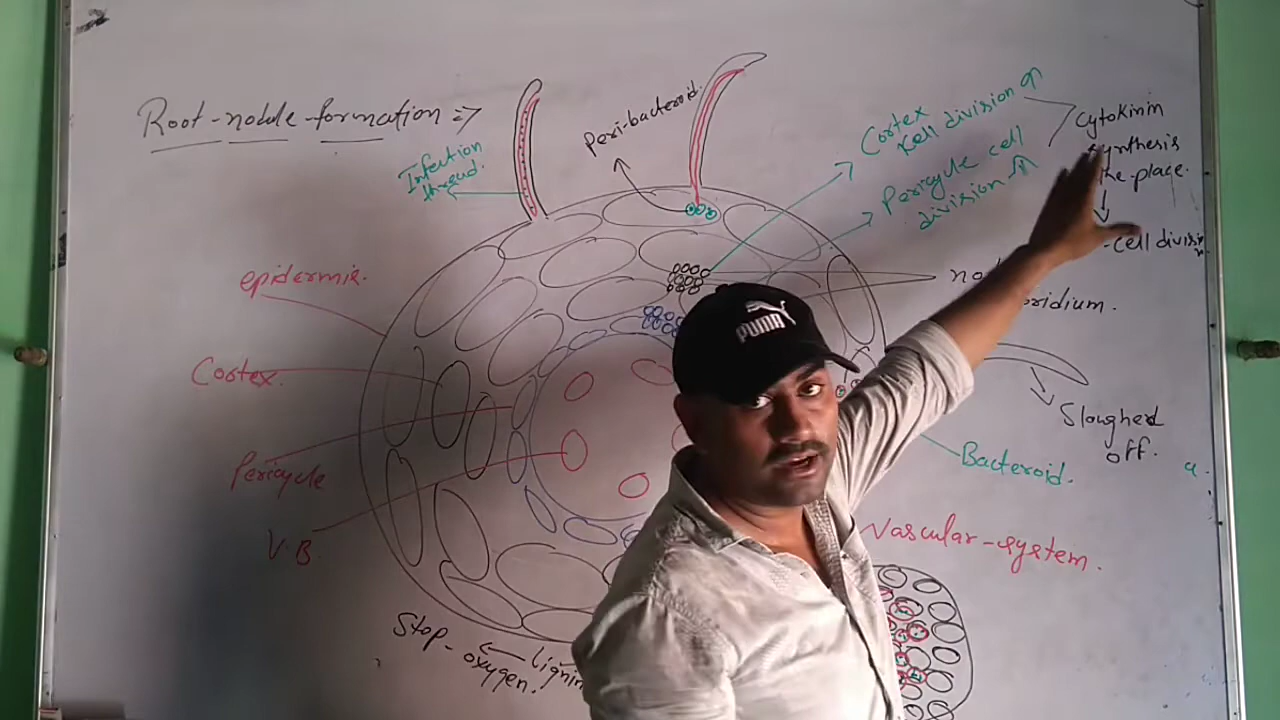 Root-nodule-formation =>
Infection
thread.
Peri-bacteroid.
Cortex
cell division
Pericycle cell
division
Cytokinin
synthesis
the place.
-cell division
epidermis.
Cortex.
Pericycle
V.B.
PUMA
Sloughed
off.
Bacteroid.
Vascular-system.
Stop-
oxygen.
lignin